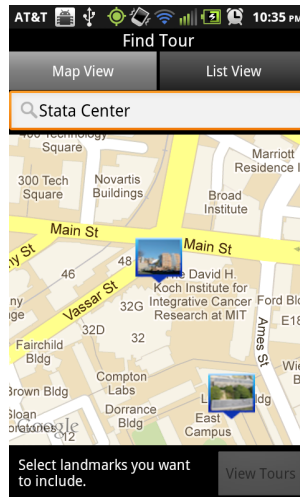 AT&T 10:35 PM
Find Tour
Map View List View
Stata Center
400 Technology
Square
Marriott
Residence I
300 Tech
Square
Novartis
Buildings
Broad
Institute
Main St
Main St
ny St
46
48
The David H.
Koch Institute for
Integrative Cancer
Research at MIT
Ford Bl
E18
Vassar St
32G
32D
32
Ames St
Fairchild
Bldg
Compton
Labs
Brown Bldg
Dorrance
Bldg
East
Campus
Sloan
Google
12
Select landmarks you want
to include.
View Tours